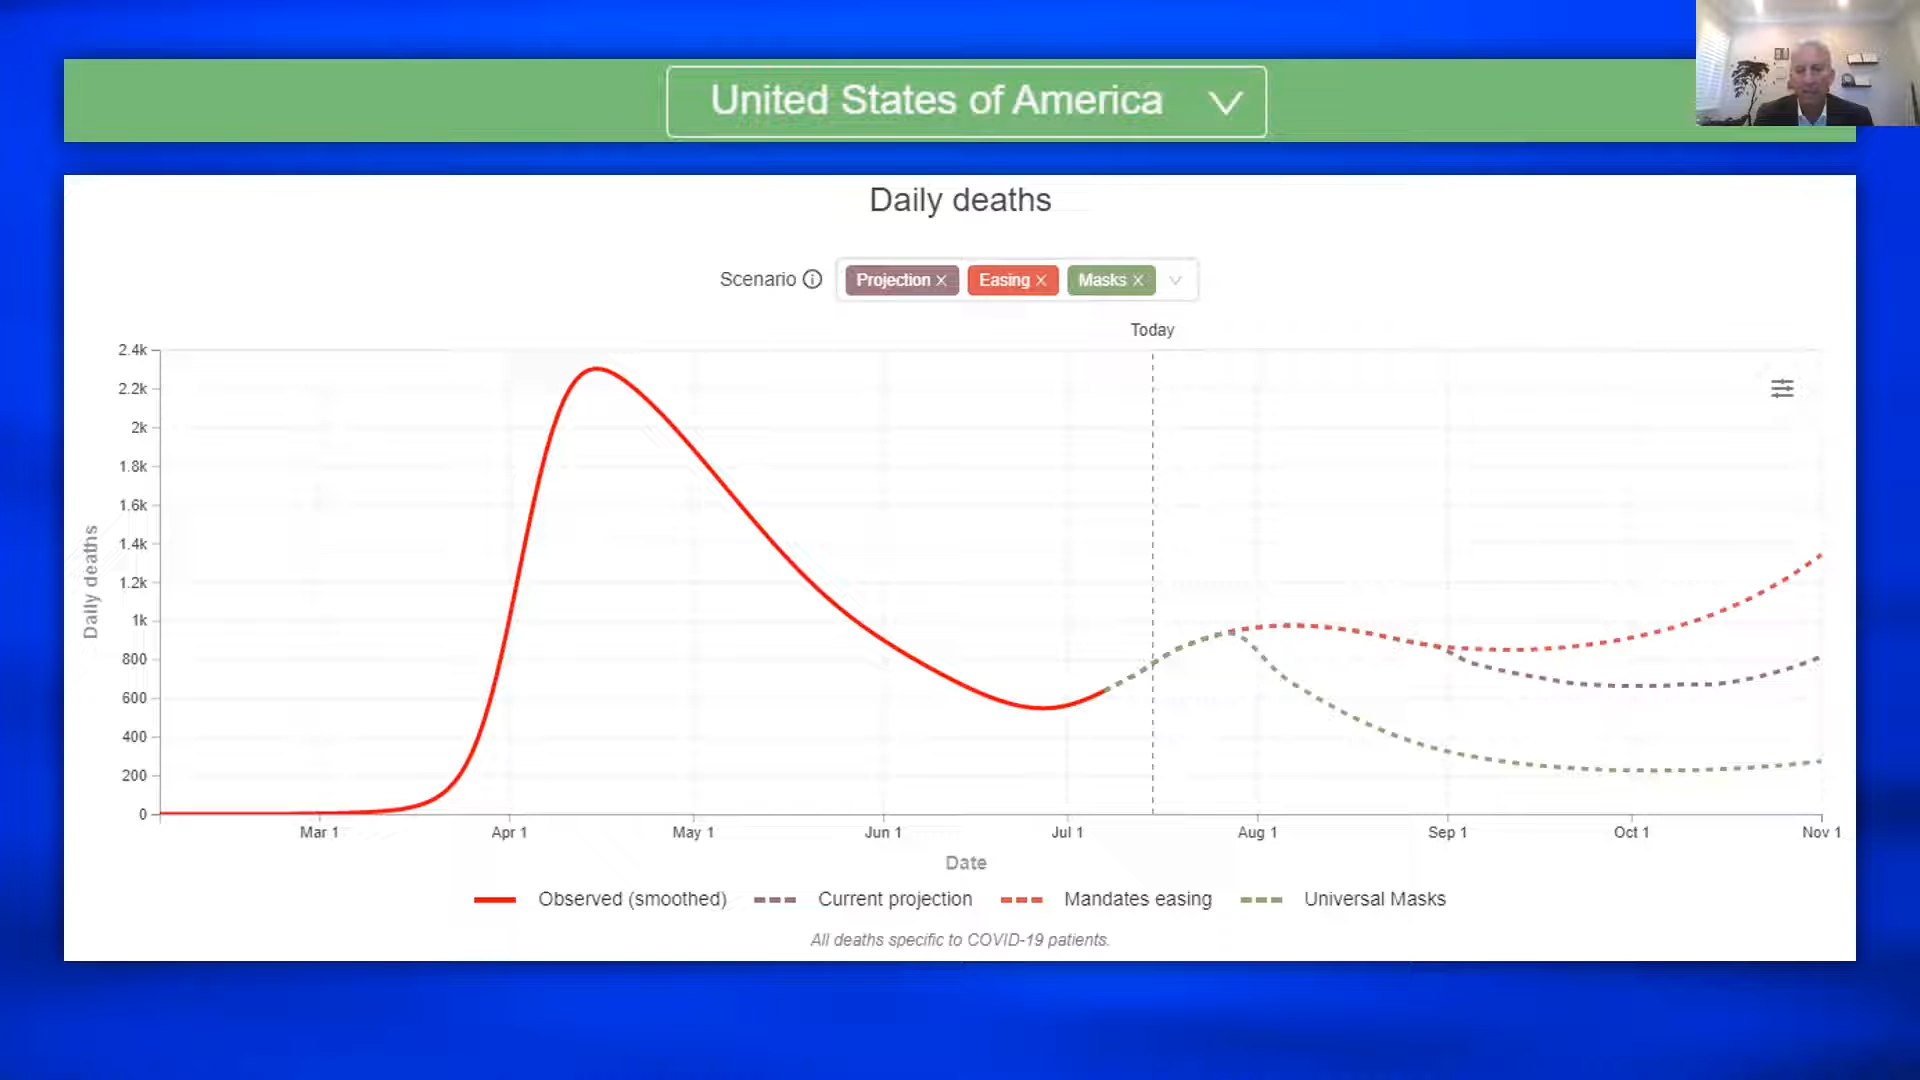 United States of America
Daily deaths
Scenario
Projection
Easing
Masks
Today
2.4k
2.2k
2k
1.8k
1.6k
1.4k
1.2k
1k
800
600
400
200
0
Daily deaths
Mar 1
Apr 1
May 1
Jun 1
Jul 1
Aug 1
Sep 1
Oct 1
Nov 1
Date
Observed (smoothed)
Current projection
Mandates easing
Universal Masks
All deaths specific to COVID-19 patients.